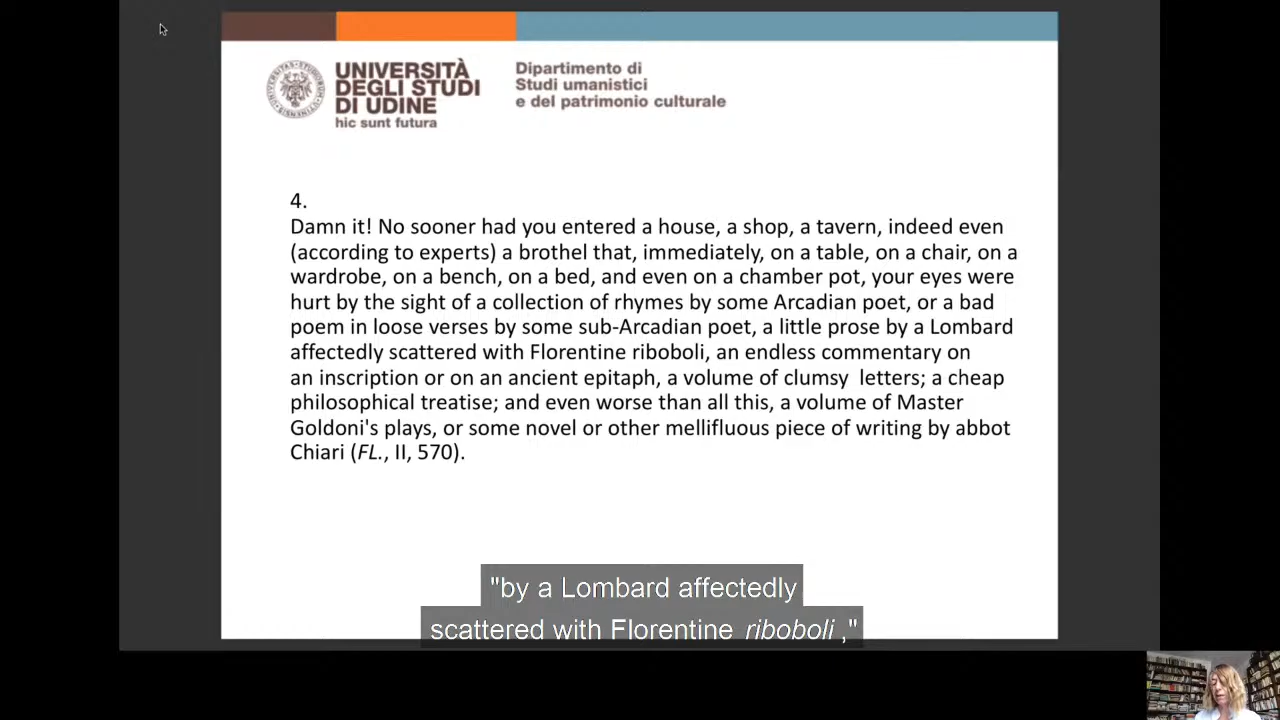 UNIVERSITÀ
DEGLI STUDI
DI UDINE
hic sunt futura
Dipartimento di
Studi umanistici
e del patrimonio culturale
4.
Damn it! No sooner had you entered a house, a shop, a tavern, indeed even
(according to experts) a brothel that, immediately, on a table, on a chair, on a
wardrobe, on a bench, on a bed, and even on a chamber pot, your eyes were
hurt by the sight of a collection of rhymes by some Arcadian poet, or a bad
poem in loose verses by some sub-Arcadian poet, a little prose by a Lombard
affectedly scattered with Florentine riboboli, an endless commentary on
an inscription or on an ancient epitaph, a volume of clumsy letters; a cheap
philosophical treatise; and even worse than all this, a volume of Master
Goldoni's plays, or some novel or other mellifluous piece of writing by abbot
Chiari (FL., II, 570).
"by a Lombard affectedly
scattered with Florentine riboboli ,"